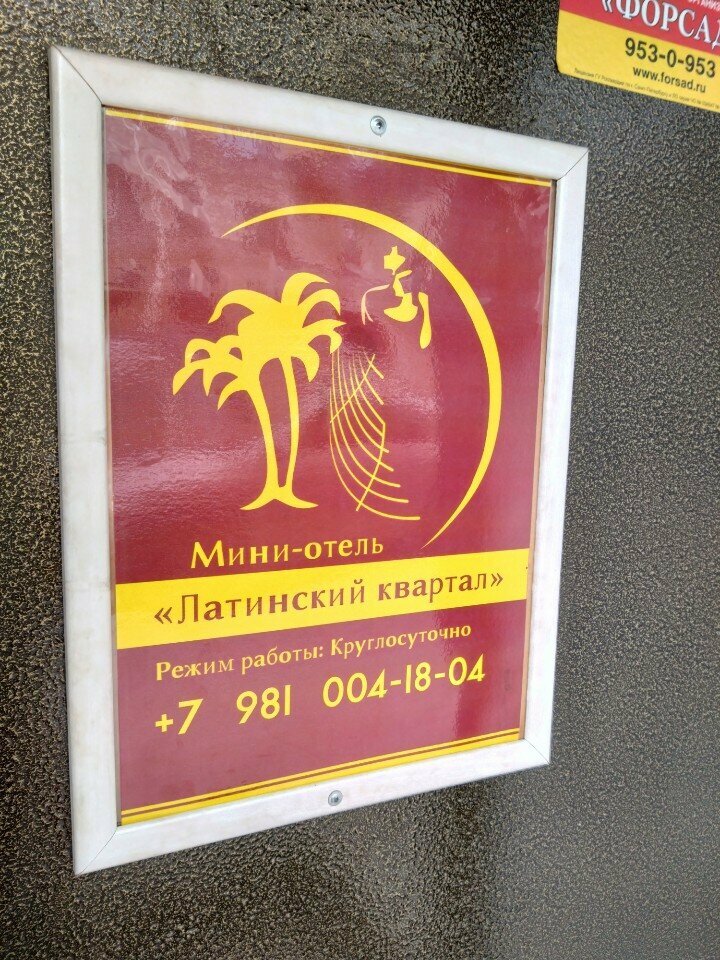 «ФОРСАД
953-0-953
www.forsad.ru
Мини-отель
«Латинский квартал»
Режим работы: Круглосуточно
+7 981 004-18-04